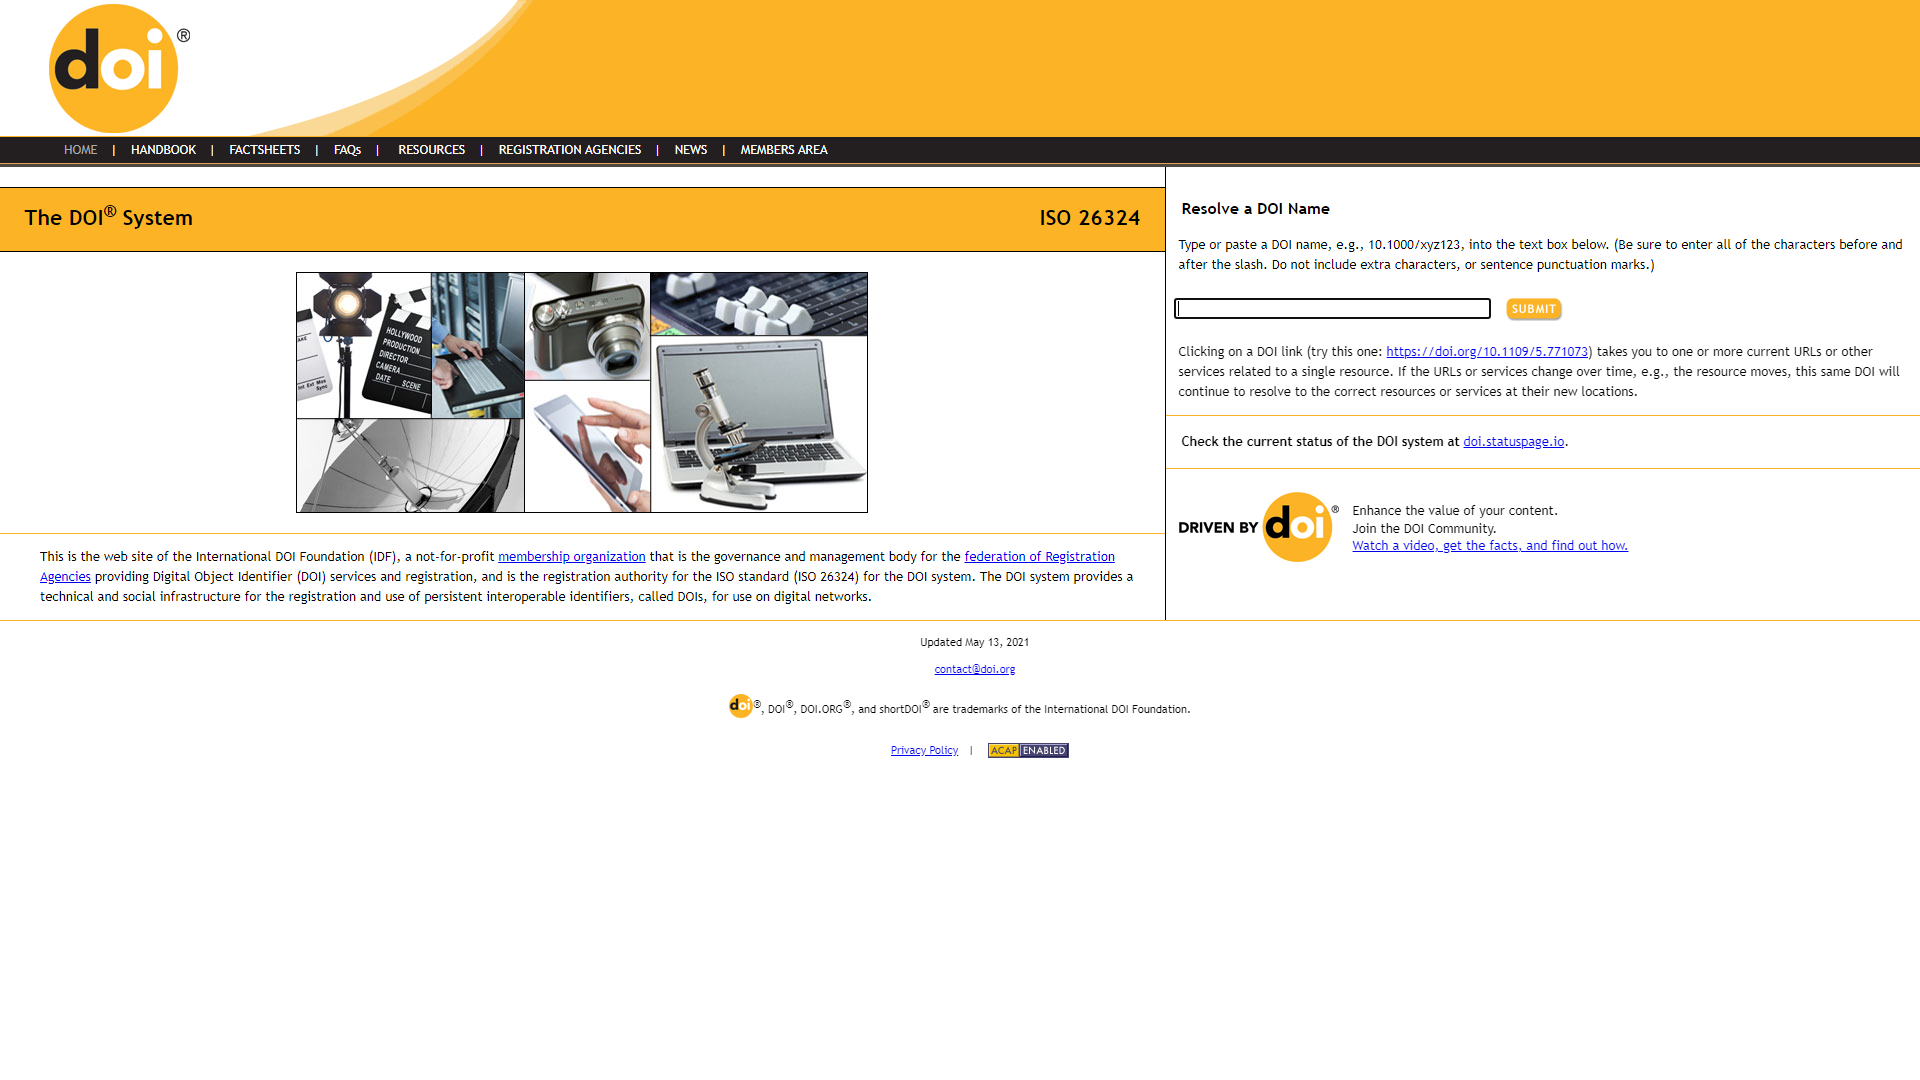 doi®
HOME | HANDBOOK | FACTSHEETS | FAQs | RESOURCES | REGISTRATION AGENCIES | NEWS | MEMBERS AREA
The DOI® System ISO 26324
HOLLYWOOD
PRODUCTION
DIRECTOR
CAMERA
DATE SCENE
This is the web site of the International DOI Foundation (IDF), a not-for-profit membership organization that is the governance and management body for the federation of Registration
Agencies providing Digital Object Identifier (DOI) services and registration, and is the registration authority for the ISO standard (ISO 26324) for the DOI system. The DOI system provides a
technical and social infrastructure for the registration and use of persistent interoperable identifiers, called DOIs, for use on digital networks.
Resolve a DOI Name
Type or paste a DOI name, e.g., 10.1000/xyz123, into the text box below. (Be sure to enter all of the characters before and
after the slash. Do not include extra characters, or sentence punctuation marks.)
SUBMIT
Clicking on a DOI link (try this one: https://doi.org/10.1109/5.771073) takes you to one or more current URLs or other
services related to a single resource. If the URLs or services change over time, e.g., the resource moves, this same DOI will
continue to resolve to the correct resources or services at their new locations.
Check the current status of the DOI system at doi.statuspage.io.
DRIVEN BY doi®
Enhance the value of your content.
Join the DOI Community.
Watch a video, get the facts, and find out how.
Updated May 13, 2021
contact@doi.org
doi®, DOI®, DOI.ORG®, and shortDOI® are trademarks of the International DOI Foundation.
Privacy Policy | ACAP ENABLED